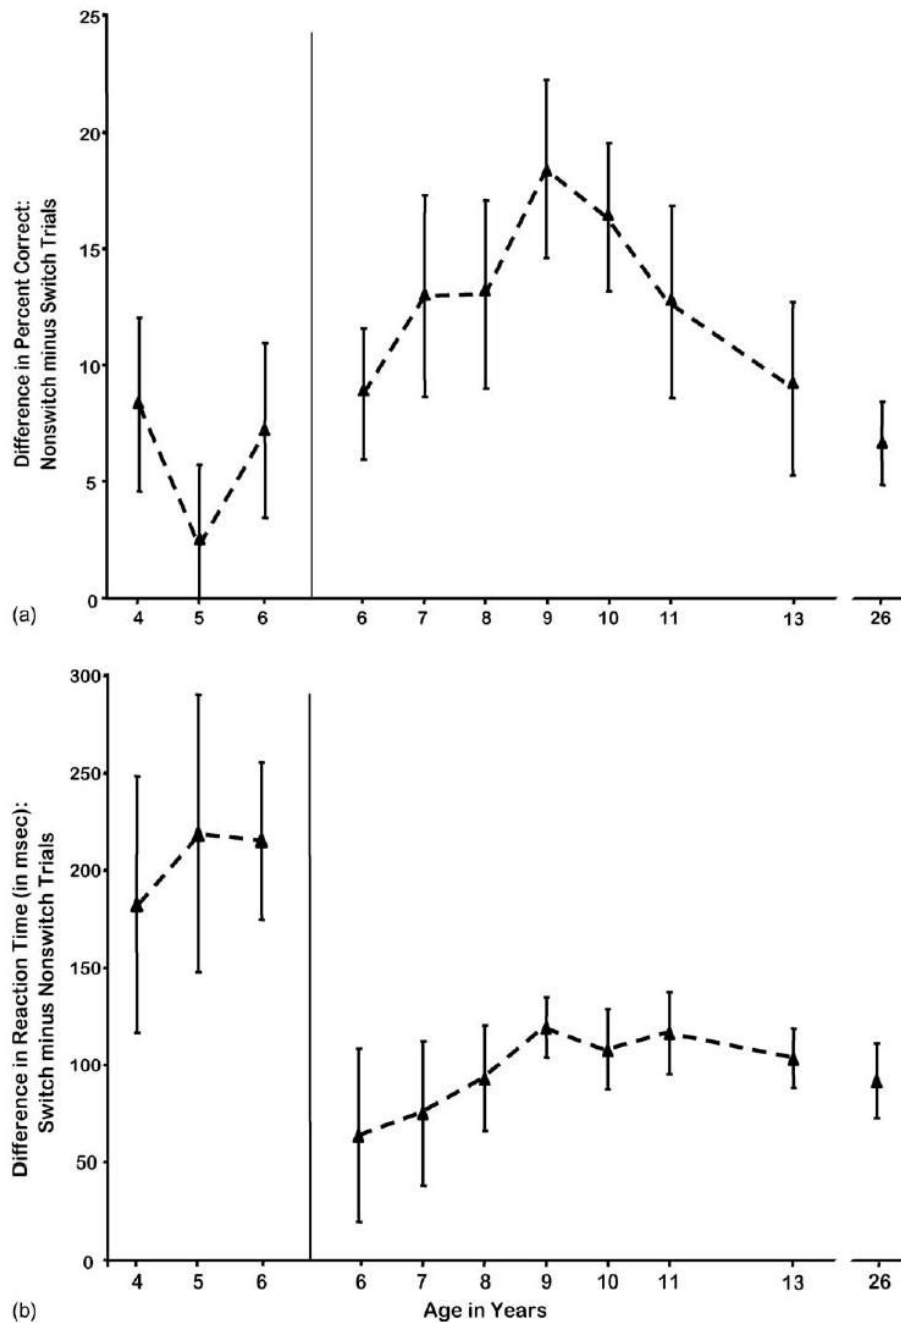 25
20
15
10
5
0
Difference in Percent Correct:
Nonswitch minus Switch Trials
(a)
4 5 6 6 7 8 9 10 11 13 26
300
250
200
150
100
50
0
Difference in Reaction Time (in msec):
Switch minus Nonswitch Trials
4 5 6 6 7 8 9 10 11 13 26
(b)
Age in Years